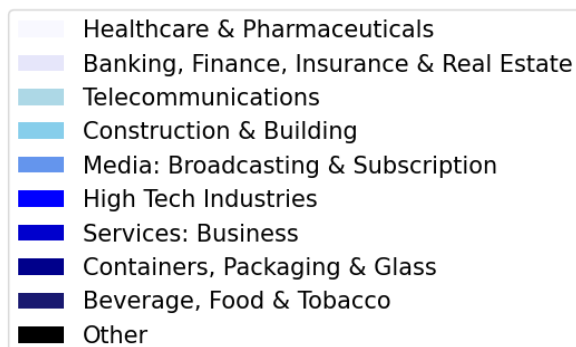 Healthcare & Pharmaceuticals
Banking, Finance, Insurance & Real Estate
Telecommunications
Construction & Building
Media: Broadcasting & Subscription
High Tech Industries
Services: Business
Containers, Packaging & Glass
Beverage, Food & Tobacco
Other